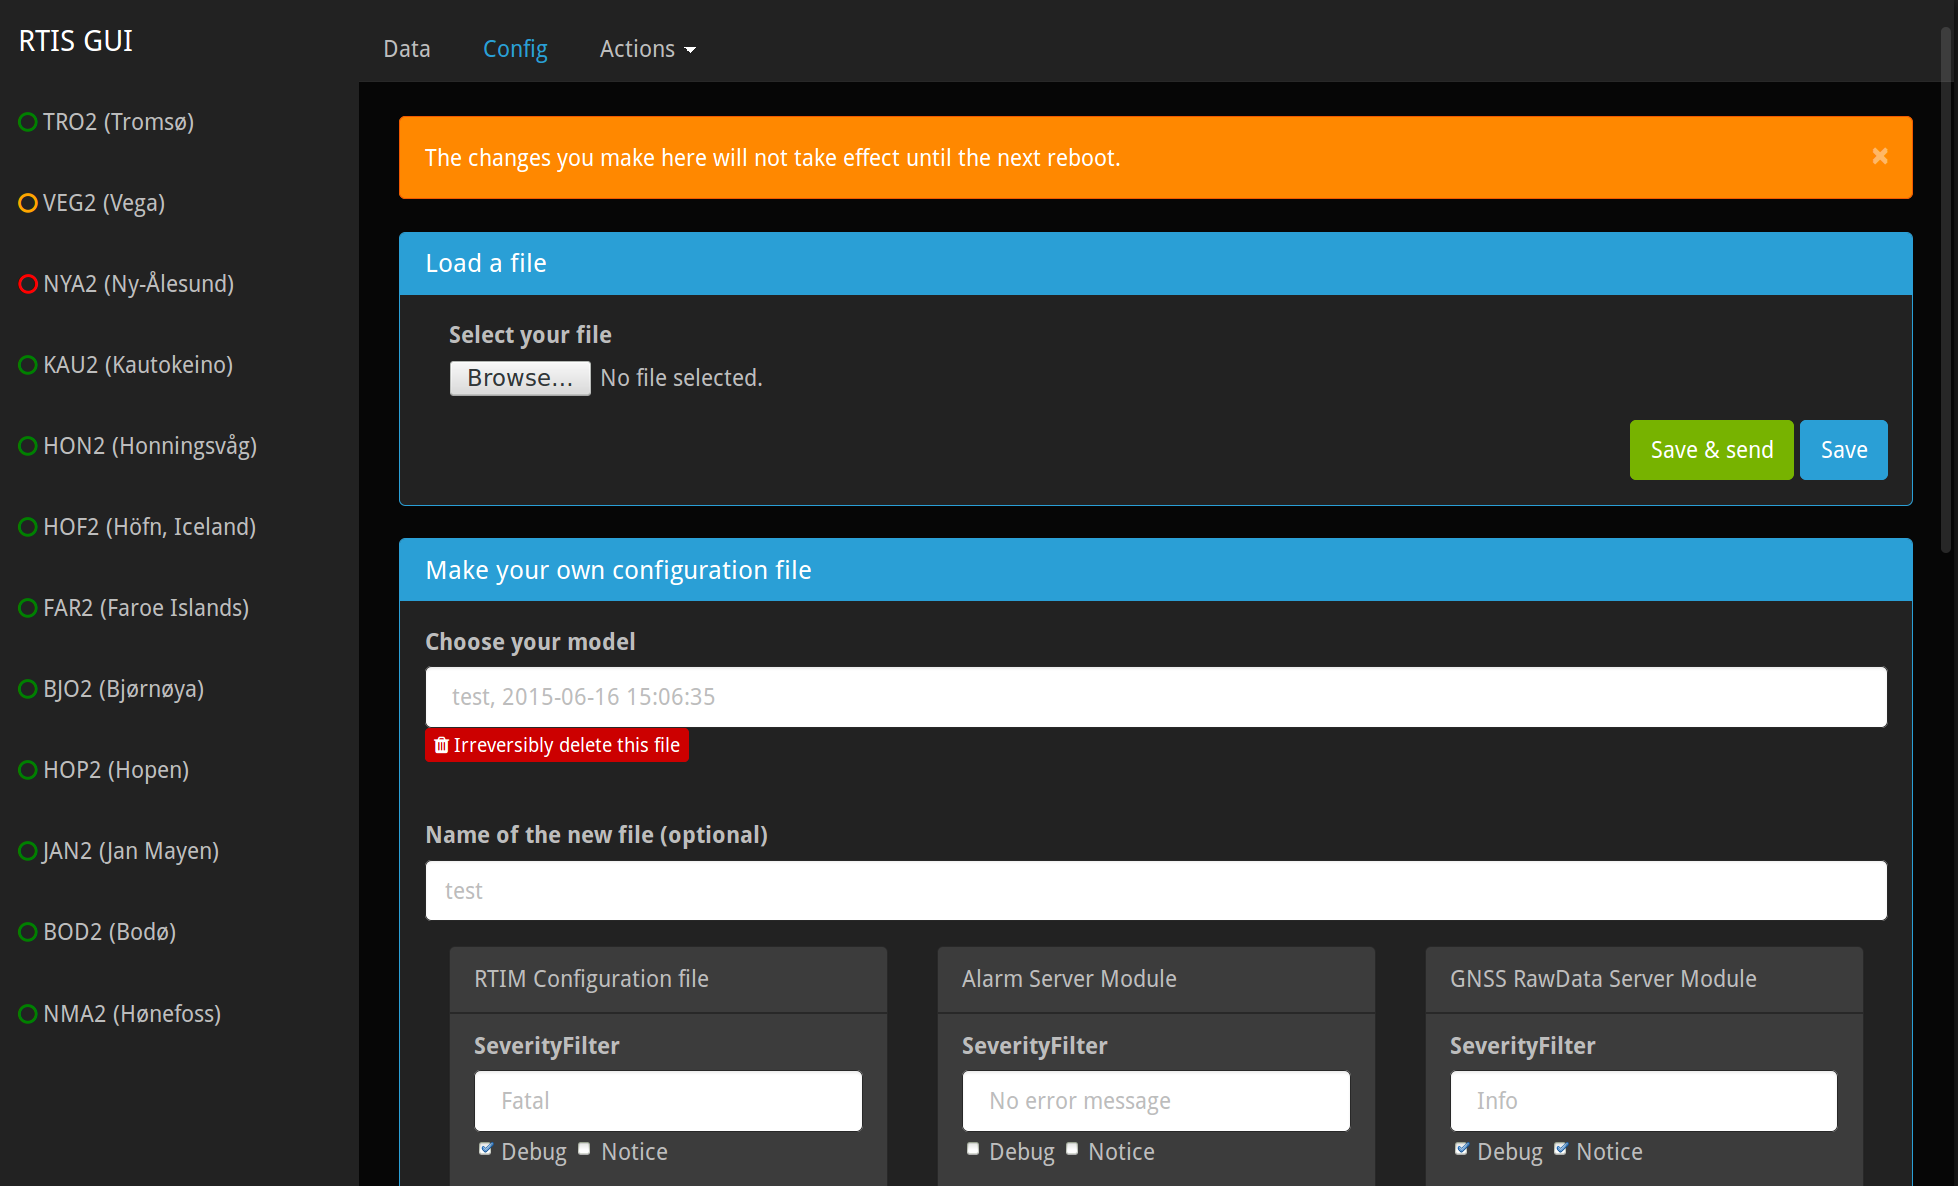 RTIS GUI
Data Config Actions
TRO2 (Tromsø)
VEG2 (Vega)
NYA2 (Ny-Ålesund)
KAU2 (Kautokeino)
HON2 (Honningsvåg)
HOF2 (Höfn, Iceland)
FAR2 (Faroe Islands)
BJO2 (Bjørnøya)
HOP2 (Hopen)
JAN2 (Jan Mayen)
BOD2 (Bodø)
NMA2 (Hønefoss)
The changes you make here will not take effect until the next reboot. ×
Load a file
Select your file
Browse... No file selected.
Save & send Save
Make your own configuration file
Choose your model
test, 2015-06-16 15:06:35
Irreversibly delete this file
Name of the new file (optional)
test
RTIM Configuration file
SeverityFilter
Fatal
Debug Notice
Alarm Server Module
SeverityFilter
No error message
Debug Notice
GNSS RawData Server Module
SeverityFilter
Info
Debug Notice